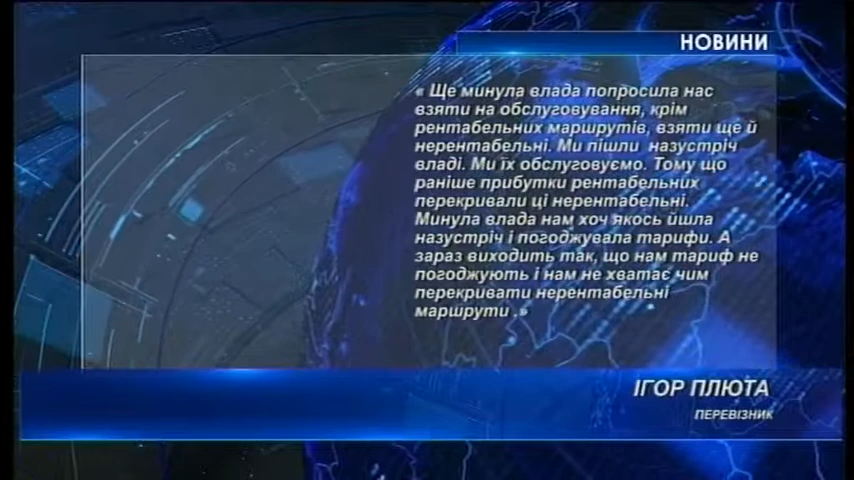 НОВИНИ
« Ще минула влада попросила нас
взяти на обслуговування, крім
рентабельних маршрутів, взяти ще й
нерентабельні. Ми пішли назустріч
владі. Ми їх обслуговуємо. Тому що
раніше прибутки рентабельних
перекривали ці нерентабельні.
Минула влада нам хоч якось йшла
назустріч і погоджувала тарифи. А
зараз виходить так, що нам тариф не
погоджують і нам не хватає чим
перекривати нерентабельні
маршрути .»
ІГОР ПЛЮТА
ПЕРЕВІЗНИК